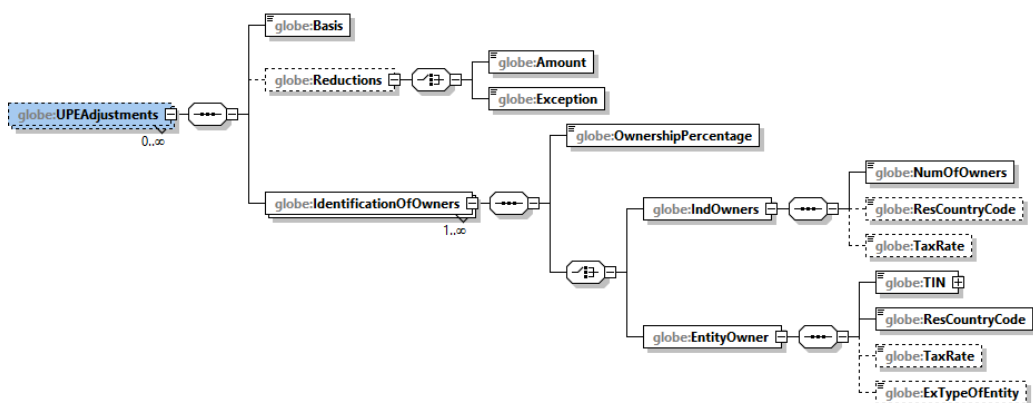 globe:Basis
globe:Reductions
globe:Amount
globe:Exception
globe:UPEAdjustments
0..∞
globe:OwnershipPercentage
globe:IdentificationOfOwners
1..∞
globe:IndOwners
globe:NumOfOwners
globe:ResCountryCode
globe:TaxRate
globe:EntityOwner
globe:TIN
globe:ResCountryCode
globe:TaxRate
globe:ExTypeOfEntity